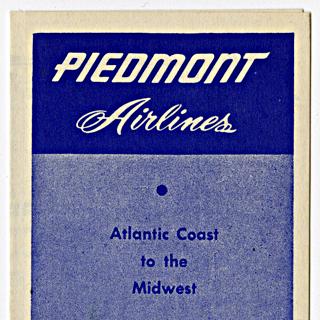 PIEDMONT
Airlines
Atlantic Coast
to the
Midwest